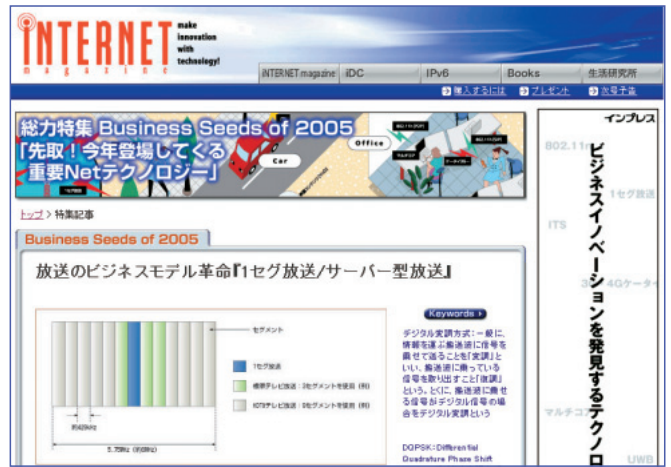 INTERNET
magazine
make
innovation
with
technology!
iNTERNET magazine
iDC
IPv6
Books
生活研究所
購入するには
プレゼント
次号予告
総力特集 Business Seeds of 2005
「先取！今年登場してくる
重要Netテクノロジー」
Car
Office
トップ > 特集記事
Business Seeds of 2005
放送のビジネスモデル革命『1セグ放送/サーバー型放送』
セグメント
1セグ放送
標準テレビ放送：3セグメントを使用（例）
HDTVテレビ放送：9セグメントを使用（例）
約429kHz
5.75MHz（約6MHz）
Keywords
デジタル変調方式：一般に、
情報を運ぶ搬送波に信号を
乗せて送ることを「変調」と
いい、搬送波に乗っている
信号を取り出すこと「復調」
という。とくに、搬送波に乗せ
る信号がデジタル信号の場
合をデジタル変調という
DQPSK：Differential
Quadrature Phase Shift
インプレス
ビジネスイノベーションを発見するテクノロ
802.11n
1セグ放送
ITS
4Gケータイ
マルチコア
UWB